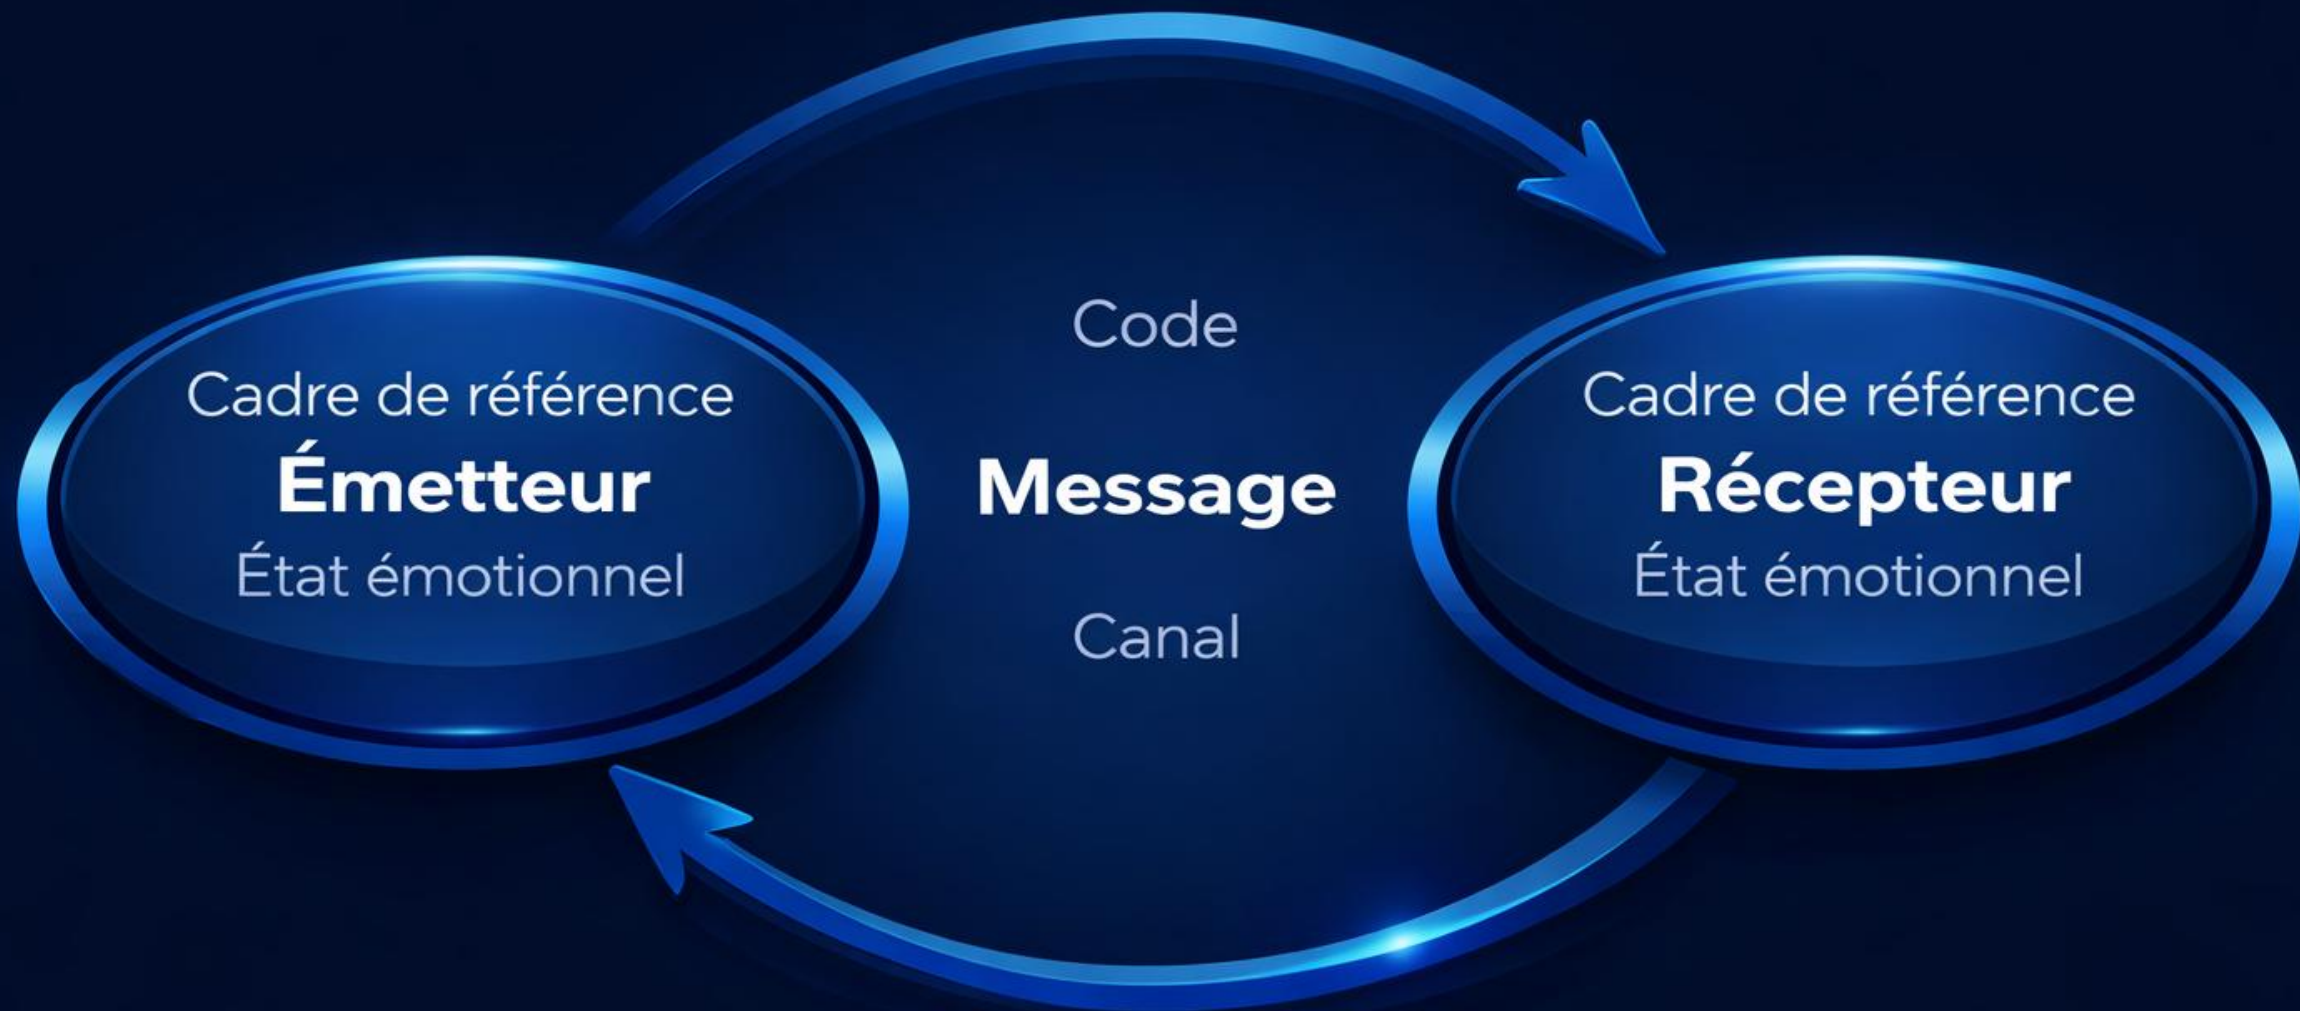 Cadre de référence
Émetteur
État émotionnel
Code
Message
Canal
Cadre de référence
Récepteur
État émotionnel